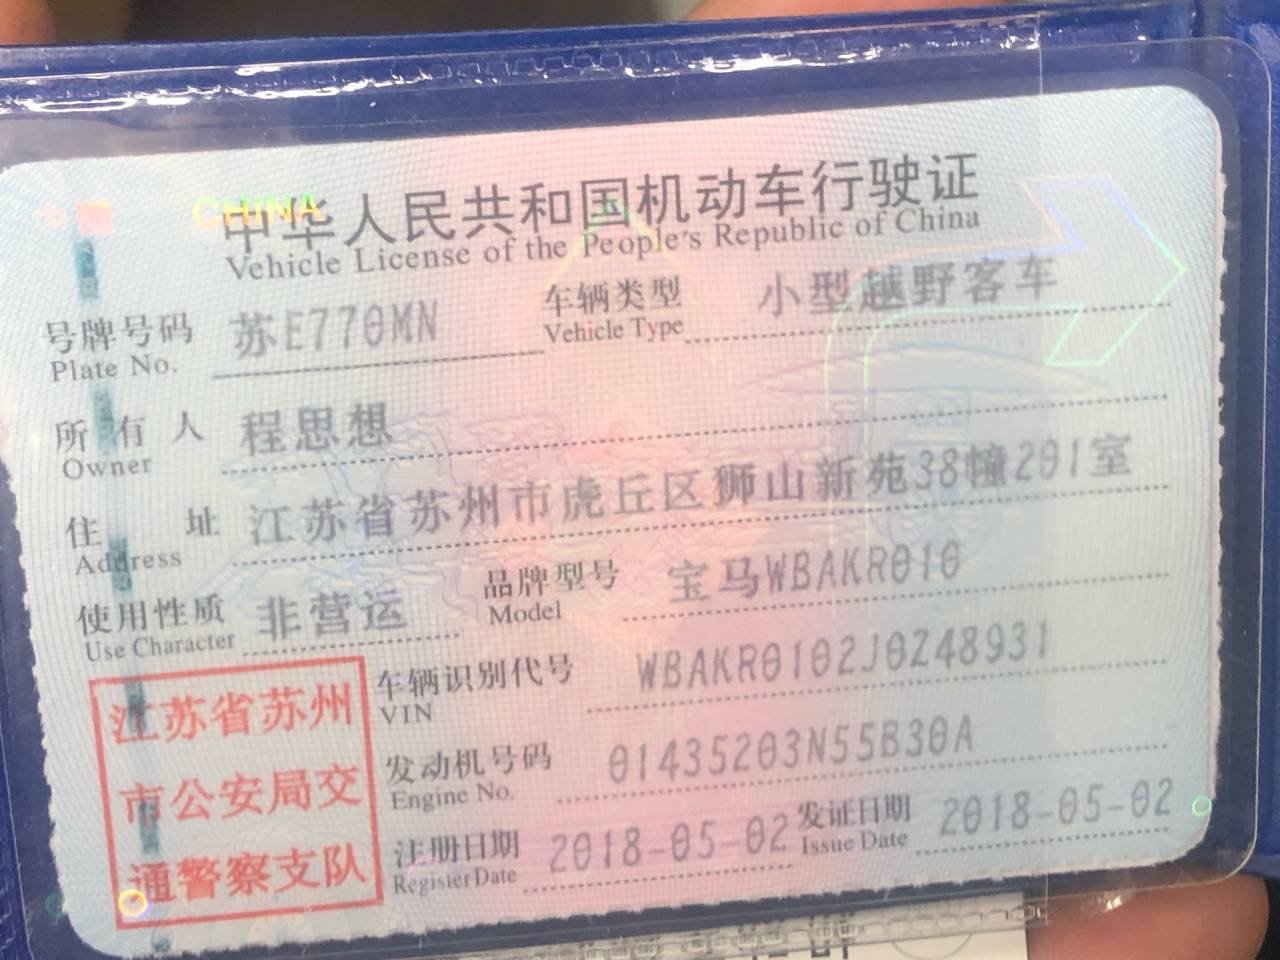 CHINA
中华人民共和国机动车行驶证
Vehicle License of the People's Republic of China
号牌号码 苏E770MN 车辆类型 小型越野客车
Plate No. Vehicle Type
所有人 程思想
Owner
住址 江苏省苏州市虎丘区狮山新苑38幢201室
Address
使用性质 非营运 品牌型号 宝马WBAKR010
Use Character Model
车辆识别代号 WBAKR0102J0Z48931
VIN
发动机号码 01435203N55B30A
Engine No.
注册日期 2018-05-02 发证日期 2018-05-02
Register Date Issue Date
江苏省苏州
市公安局交
通警察支队